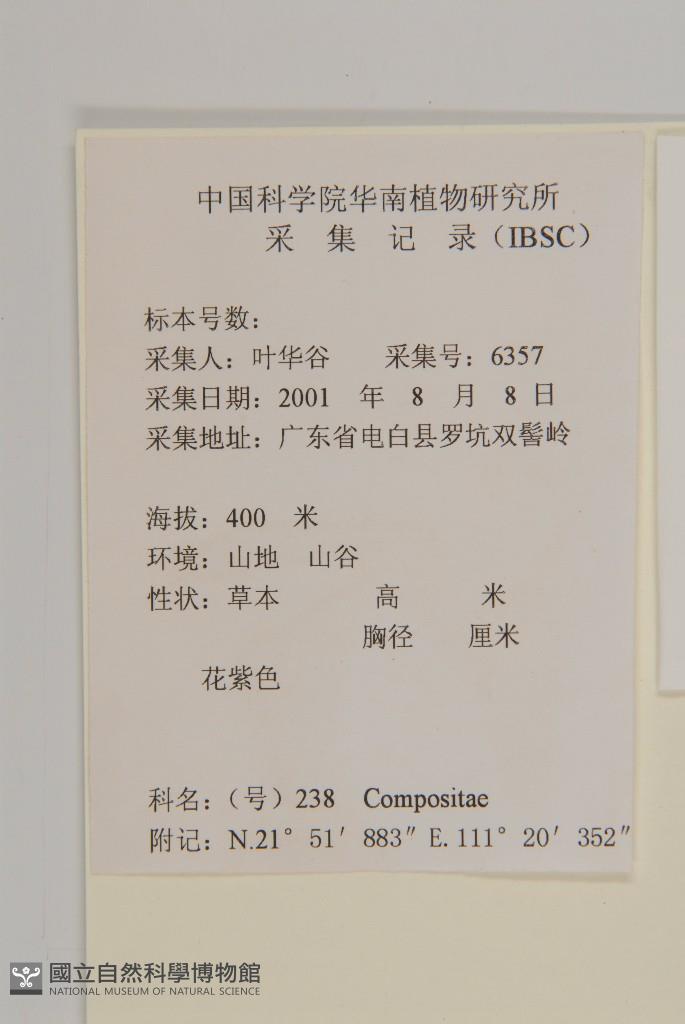 中国科学院华南植物研究所
采 集 记 录（IBSC）
标本号数：
采集人：叶华谷 采集号：6357
采集日期：2001 年 8 月 8 日
采集地址：广东省电白县罗坑双髻岭
海拔：400 米
环境：山地 山谷
性状：草本 高 米
胸径 厘米
花紫色
科名：（号）238 Compositae
附记：N.21° 51′ 883″ E. 111° 20′ 352″
國立自然科學博物館
NATIONAL MUSEUM OF NATURAL SCIENCE